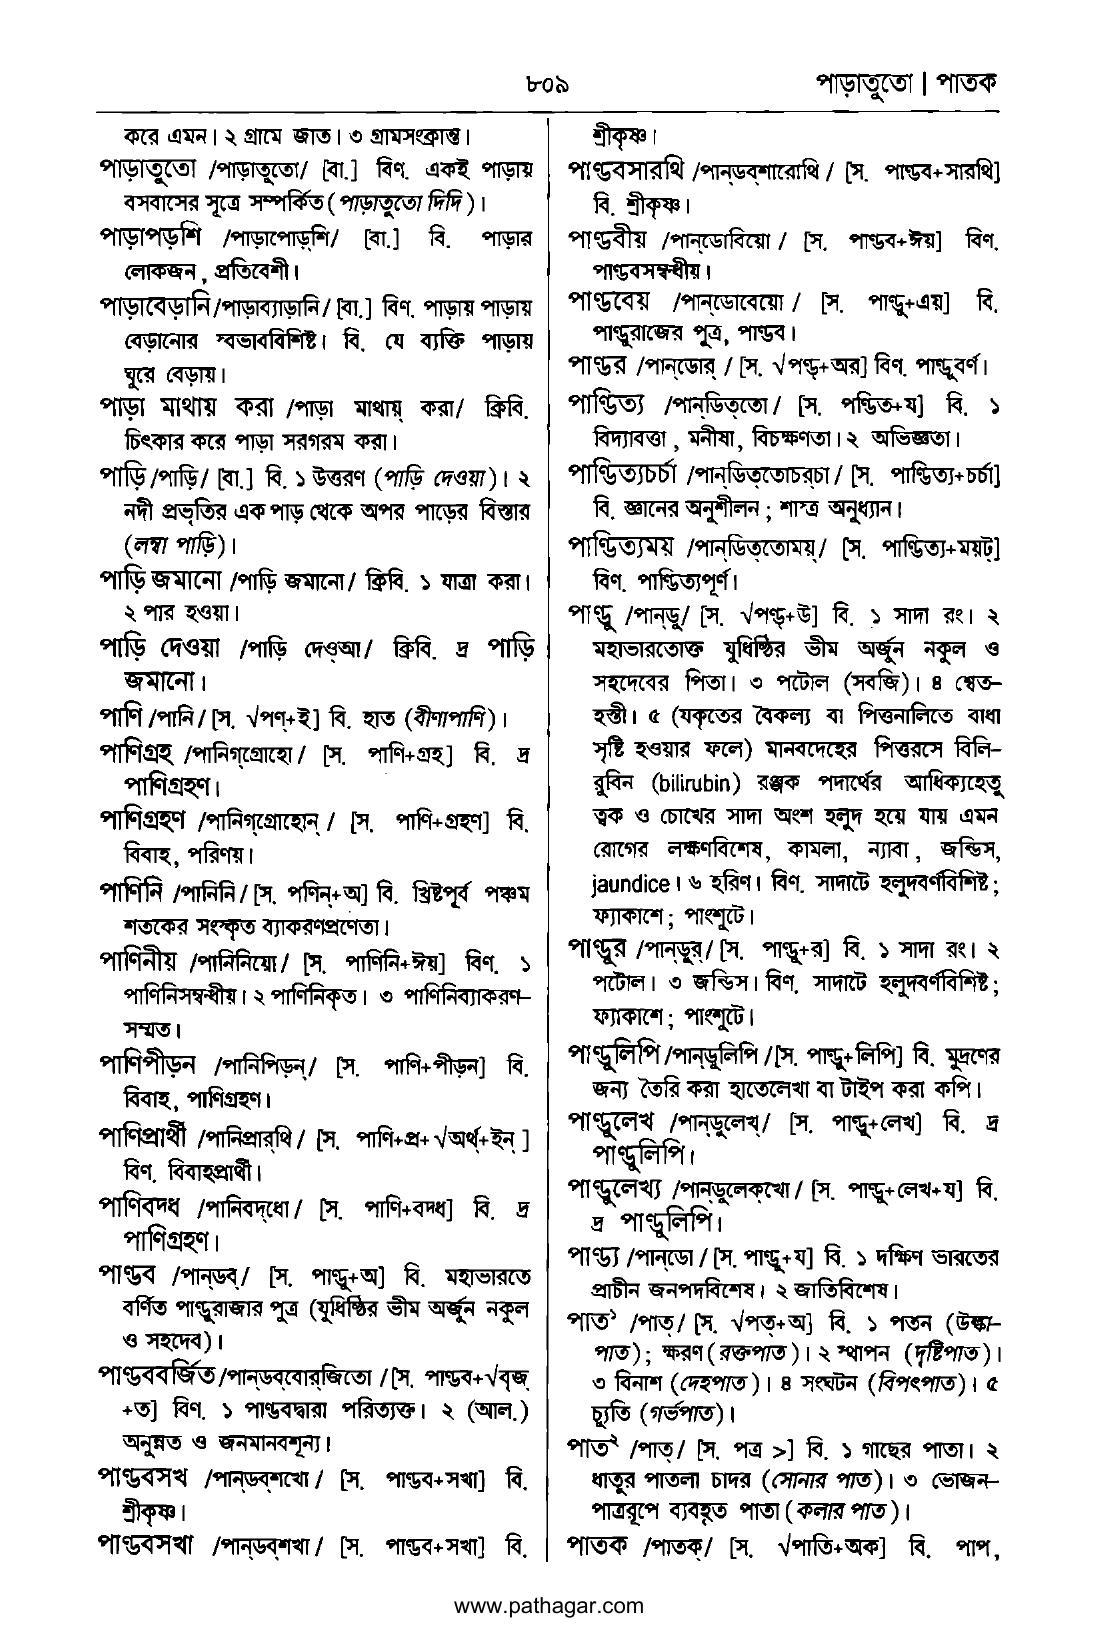 ৮০৯
পাড়াতুতো | পাতক
করে এমন। ২ গ্রামে জাত। ৩ গ্রামসংক্রান্ত।
পাড়াতুতো /পাড়াতুতো/ [বা.] বিণ. একই পাড়ায়
বসবাসের সূত্রে সম্পর্কিত (পাড়াতুতো দিদি)।
পাড়াপড়শি /পাড়াপোড়্‌শি/ [বা.] বি. পাড়ার
লোকজন, প্রতিবেশী।
পাড়াবেড়ানি /পাড়াব্যাড়ানি/ [বা.] বিণ. পাড়ায় পাড়ায়
বেড়ানোর স্বভাববিশিষ্ট। বি. যে ব্যক্তি পাড়ায়
ঘুরে বেড়ায়।
পাড়া মাথায় করা /পাড়া মাথায়্ করা/ ক্রিবি.
চিৎকার করে পাড়া সরগরম করা।
পাড়ি /পাড়ি/ [বা.] বি. ১ উত্তরণ (পাড়ি দেওয়া)। ২
নদী প্রভৃতির এক পাড় থেকে অপর পাড়ের বিস্তার
(লম্বা পাড়ি)।
পাড়ি জমানো /পাড়ি জমানো/ ক্রিবি. ১ যাত্রা করা।
২ পার হওয়া।
পাড়ি দেওয়া /পাড়ি দেও্আ/ ক্রিবি. দ্র পাড়ি
জমানো।
পাণি /পানি/ [স. √পণ্+ই] বি. হাত (বীণাপাণি)।
পাণিগ্রহ /পানিগ্‌গ্রোহো/ [স. পাণি+গ্রহ] বি. দ্র
পাণিগ্রহণ।
পাণিগ্রহণ /পানিগ্‌গ্রোহোন্/ [স. পাণি+গ্রহণ] বি.
বিবাহ, পরিণয়।
পাণিনি /পানিনি/ [স. পণিন্+অ] বি. খ্রিষ্টপূর্ব পঞ্চম
শতকের সংস্কৃত ব্যাকরণপ্রণেতা।
পাণিনীয় /পানিনিয়ো/ [স. পাণিনি+ঈয়] বিণ. ১
পাণিনিসম্বন্ধীয়। ২ পাণিনিকৃত। ৩ পাণিনিব্যাকরণ-
সম্মত।
পাণিপীড়ন /পানিপিড়ন্/ [স. পাণি+পীড়ন] বি.
বিবাহ, পাণিগ্রহণ।
পাণিপ্রার্থী /পানিপ্রার্‌থি/ [স. পাণি+প্র+√অর্থ্+ইন্]
বিণ. বিবাহপ্রার্থী।
পাণিবদ্ধ /পানিবদ্‌ধো/ [স. পাণি+বদ্ধ] বি. দ্র
পাণিগ্রহণ।
পাণ্ডব /পান্‌ডব্/ [স. পাণ্ডু+অ] বি. মহাভারতে
বর্ণিত পাণ্ডুরাজার পুত্র (যুধিষ্ঠির ভীম অর্জুন নকুল
ও সহদেব)।
পাণ্ডববর্জিত /পান্‌ডব্‌বোর্‌জিতো/ [স. পাণ্ডব+√বৃজ্
+ত] বিণ. ১ পাণ্ডবদ্বারা পরিত্যক্ত। ২ (আল.)
অনুন্নত ও জনমানবশূন্য।
পাণ্ডবসখ /পান্‌ডব্‌শখো/ [স. পাণ্ডব+সখা] বি.
শ্রীকৃষ্ণ।
পাণ্ডবসখা /পান্‌ডব্‌শখা/ [স. পাণ্ডব+সখা] বি.
শ্রীকৃষ্ণ।
পাণ্ডবসারথি /পান্‌ডব্‌শারোথি/ [স. পাণ্ডব+সারথি]
বি. শ্রীকৃষ্ণ।
পাণ্ডবীয় /পান্‌ডোবিয়ো/ [স. পাণ্ডব+ঈয়] বিণ.
পাণ্ডবসম্বন্ধীয়।
পাণ্ডবেয় /পান্‌ডোবেয়ো/ [স. পাণ্ডু+এয়] বি.
পাণ্ডুরাজের পুত্র, পাণ্ডব।
পাণ্ডর /পান্‌ডোর্/ [স. √পণ্ড্+অর] বিণ. পাণ্ডুবর্ণ।
পাণ্ডিত্য /পান্‌ডিত্‌তো/ [স. পণ্ডিত+য] বি. ১
বিদ্যাবত্তা, মনীষা, বিচক্ষণতা। ২ অভিজ্ঞতা।
পাণ্ডিত্যচর্চা /পান্‌ডিত্‌তোচর্‌চা/ [স. পাণ্ডিত্য+চর্চা]
বি. জ্ঞানের অনুশীলন; শাস্ত্র অনুধ্যান।
পাণ্ডিত্যময় /পান্‌ডিত্‌তোময়্/ [স. পাণ্ডিত্য+ময়ট্]
বিণ. পাণ্ডিত্যপূর্ণ।
পাণ্ডু /পান্‌ডু/ [স. √পণ্ড্+উ] বি. ১ সাদা রং। ২
মহাভারতোক্ত যুধিষ্ঠির ভীম অর্জুন নকুল ও
সহদেবের পিতা। ৩ পটোল (সবজি)। ৪ শ্বেত-
হস্তী। ৫ (যকৃতের বৈকল্য বা পিত্তনালিতে বাধা
সৃষ্টি হওয়ার ফলে) মানবদেহের পিত্তরসে বিলি-
রুবিন (bilirubin) রঞ্জক পদার্থের আধিক্যহেতু
ত্বক ও চোখের সাদা অংশ হলুদ হয়ে যায় এমন
রোগের লক্ষণবিশেষ, কামলা, ন্যাবা, জন্ডিস,
jaundice। ৬ হরিণ। বিণ. সাদাটে হলুদবর্ণবিশিষ্ট;
ফ্যাকাশে; পাংশুটে।
পাণ্ডুর /পান্‌ডুর্/ [স. পাণ্ডু+র] বি. ১ সাদা রং। ২
পটোল। ৩ জন্ডিস। বিণ. সাদাটে হলুদবর্ণবিশিষ্ট;
ফ্যাকাশে; পাংশুটে।
পাণ্ডুলিপি /পান্‌ডুলিপি/ [স. পাণ্ডু+লিপি] বি. মুদ্রণের
জন্য তৈরি করা হাতেলেখা বা টাইপ করা কপি।
পাণ্ডুলেখ /পান্‌ডুলেখ্/ [স. পাণ্ডু+লেখ] বি. দ্র
পাণ্ডুলিপি।
পাণ্ডুলেখ্য /পান্‌ডুলেক্‌খো/ [স. পাণ্ডু+লেখ+য] বি.
দ্র পাণ্ডুলিপি।
পাণ্ড্য /পান্‌ডো/ [স. পাণ্ডু+য] বি. ১ দক্ষিণ ভারতের
প্রাচীন জনপদবিশেষ। ২ জাতিবিশেষ।
পাত¹ /পাত্/ [স. √পত্+অ] বি. ১ পতন (উল্কা-
পাত); ক্ষরণ (রক্তপাত)। ২ স্থাপন (দৃষ্টিপাত)।
৩ বিনাশ (দেহপাত)। ৪ সংঘটন (বিপৎপাত)। ৫
চ্যুতি (গর্ভপাত)।
পাত² /পাত্/ [স. পত্র >] বি. ১ গাছের পাতা। ২
ধাতুর পাতলা চাদর (সোনার পাত)। ৩ ভোজন-
পাত্ররূপে ব্যবহৃত পাতা (কলার পাত)।
পাতক /পাতক্/ [স. √পাতি+অক] বি. পাপ,
www.pathagar.com